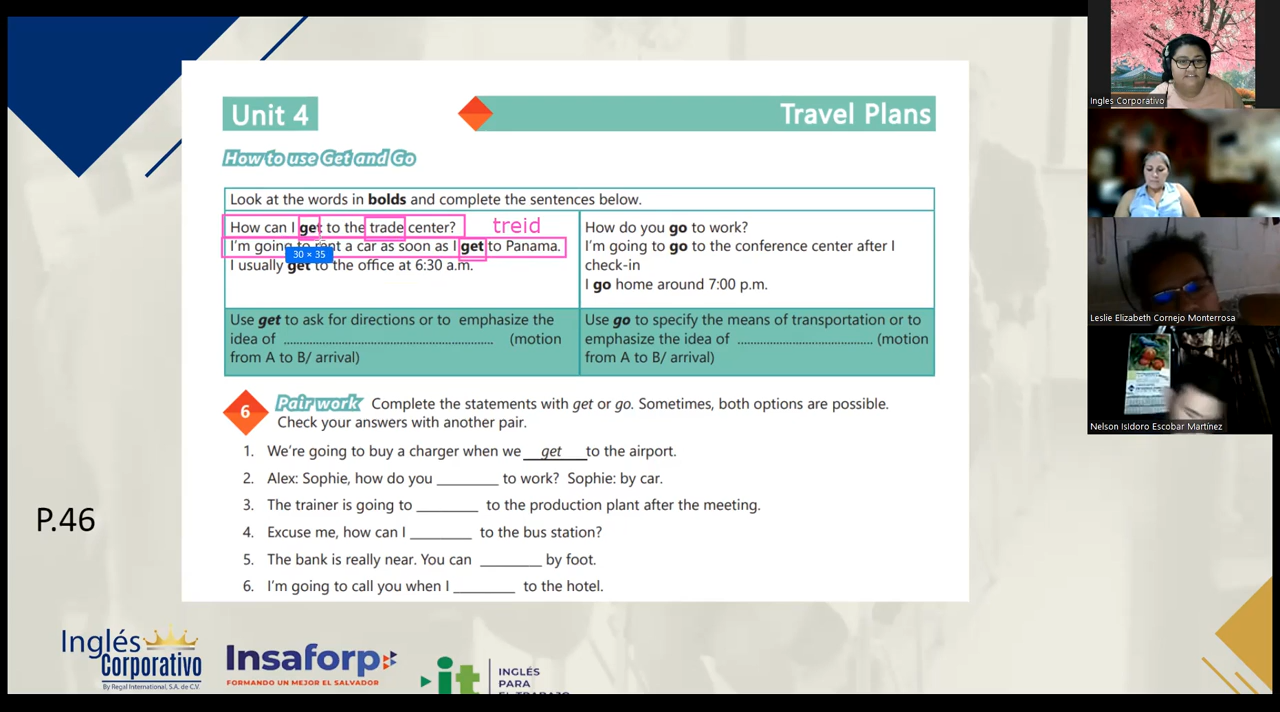 Unit 4
Travel Plans
How to use Get and Go
Look at the words in bolds and complete the sentences below.
How can I get to the trade center?
treid
I'm going to rent a car as soon as I get to Panama.
30 × 35
I usually get to the office at 6:30 a.m.
How do you go to work?
I'm going to go to the conference center after I
check-in
I go home around 7:00 p.m.
Use get to ask for directions or to emphasize the
idea of .................................................... (motion
from A to B/ arrival)
Use go to specify the means of transportation or to
emphasize the idea of .................................. (motion
from A to B/ arrival)
6 Pair work Complete the statements with get or go. Sometimes, both options are possible.
Check your answers with another pair.
1. We're going to buy a charger when we __get__ to the airport.
2. Alex: Sophie, how do you _______ to work? Sophie: by car.
3. The trainer is going to _______ to the production plant after the meeting.
4. Excuse me, how can I _______ to the bus station?
5. The bank is really near. You can _______ by foot.
6. I'm going to call you when I _______ to the hotel.
P.46
Inglés
Corporativo
By Regal International, S.A. de C.V.
Insaforp
FORMANDO UN MEJOR EL SALVADOR
it
INGLÉS
PARA
EL TRABAJO
Ingles Corporativo
Leslie Elizabeth Cornejo Monterrosa
Nelson Isidoro Escobar Martínez